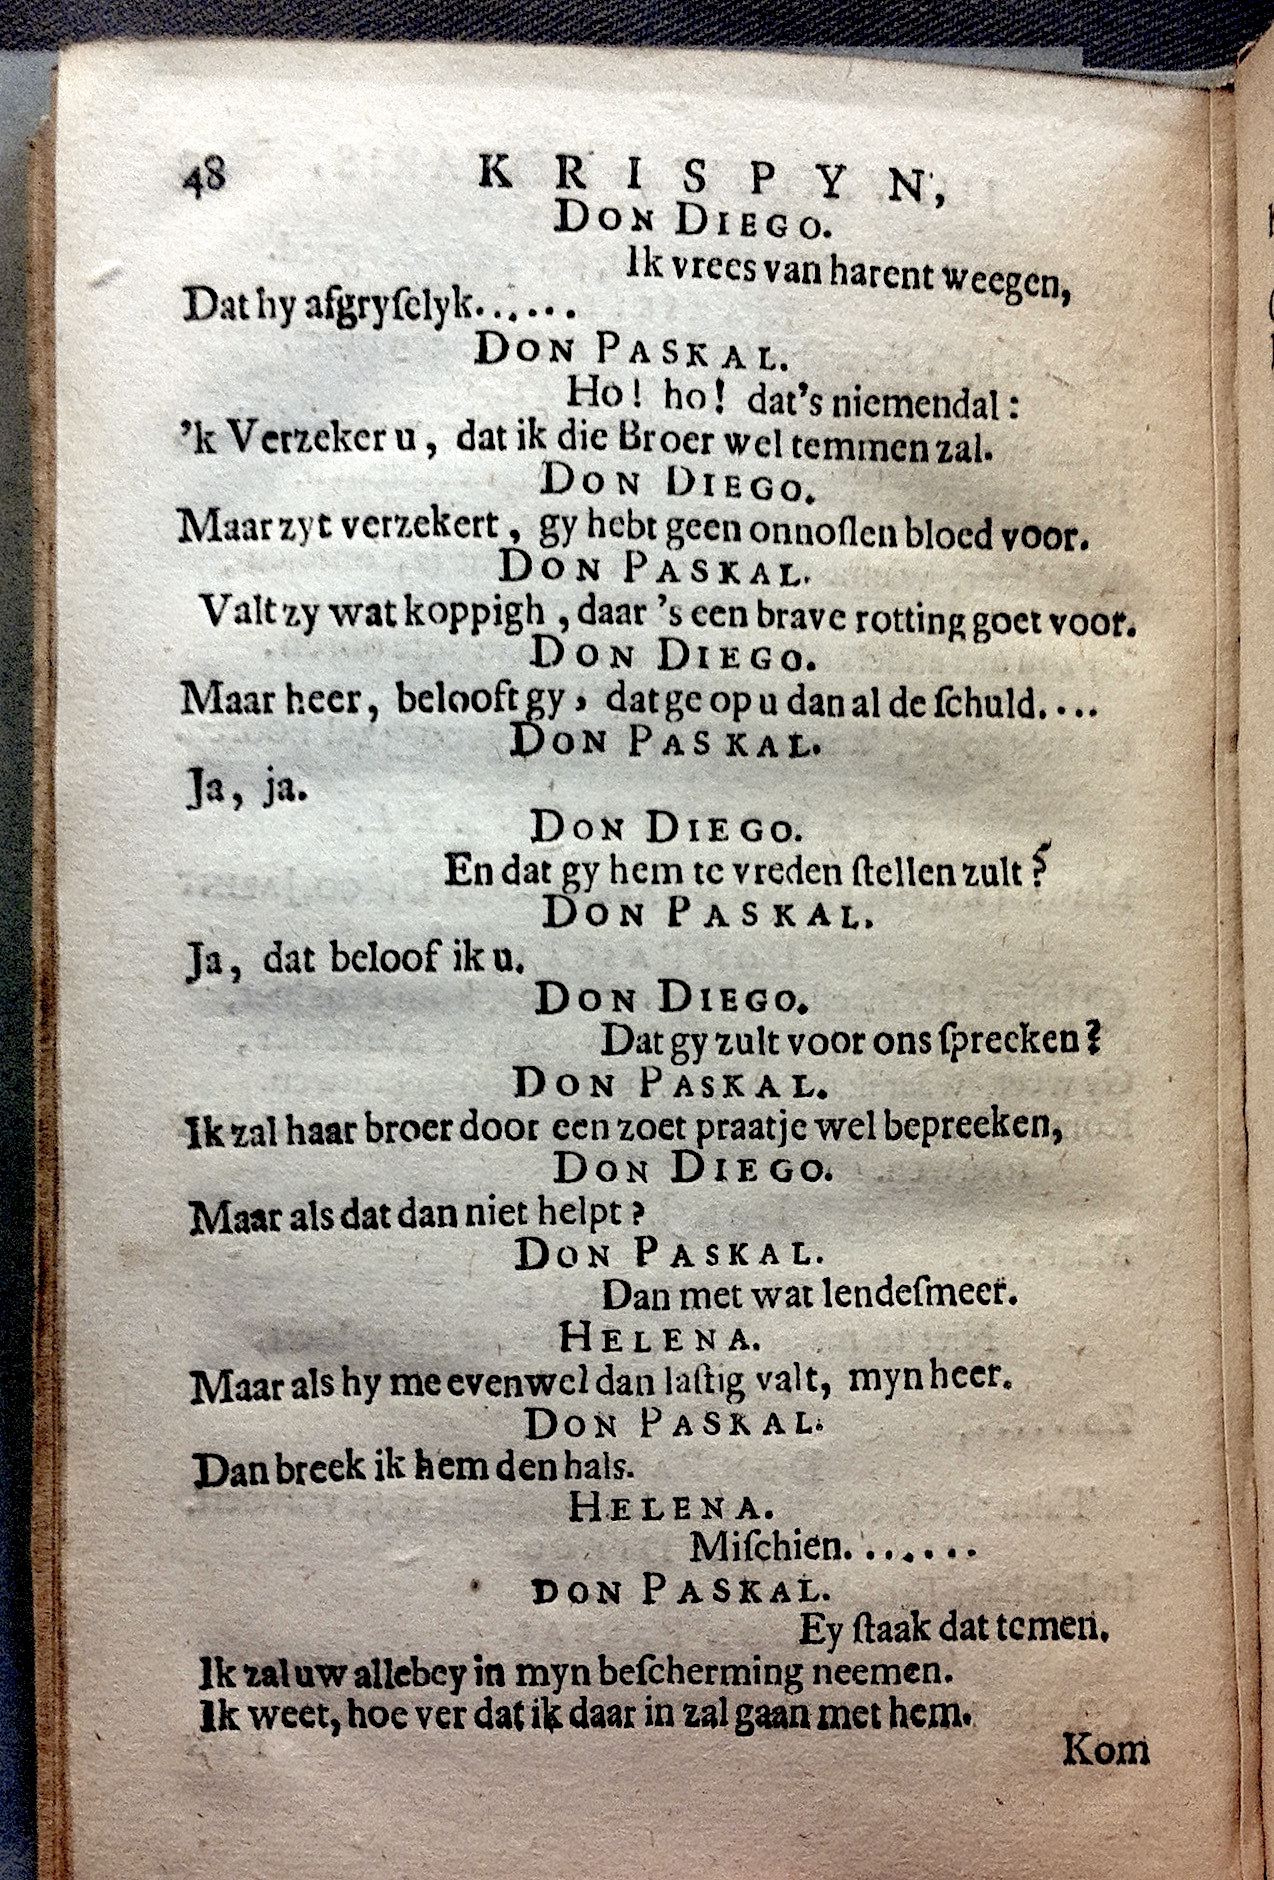 48 KRISPYN,
DON DIEGO.
Ik vrees van harent weegen,
Dat hy afgryſelyk......
DON PASKAL.
Ho! ho! dat's niemendal:
'k Verzeker u, dat ik die Broer wel temmen zal.
DON DIEGO.
Maar zyt verzekert, gy hebt geen onnoſlen bloed voor.
DON PASKAL.
Valt zy wat koppigh, daar 's een brave rotting goet voor.
DON DIEGO.
Maar heer, belooft gy, dat ge op u dan al de ſchuld....
DON PASKAL.
Ja, ja.
DON DIEGO.
En dat gy hem te vreden ſtellen zult?
DON PASKAL.
Ja, dat beloof ik u.
DON DIEGO.
Dat gy zult voor ons ſprecken?
DON PASKAL.
Ik zal haar broer door een zoet praatje wel bepreeken,
DON DIEGO.
Maar als dat dan niet helpt?
DON PASKAL.
Dan met wat lendeſmeer.
HELENA.
Maar als hy me evenwel dan laſtig valt, myn heer.
DON PASKAL.
Dan breek ik hem den hals.
HELENA.
Miſchien.......
DON PASKAL.
Ey ſtaak dat temen.
Ik zal uw allebey in myn beſcherming neemen.
Ik weet, hoe ver dat ik daar in zal gaan met hem.
Kom